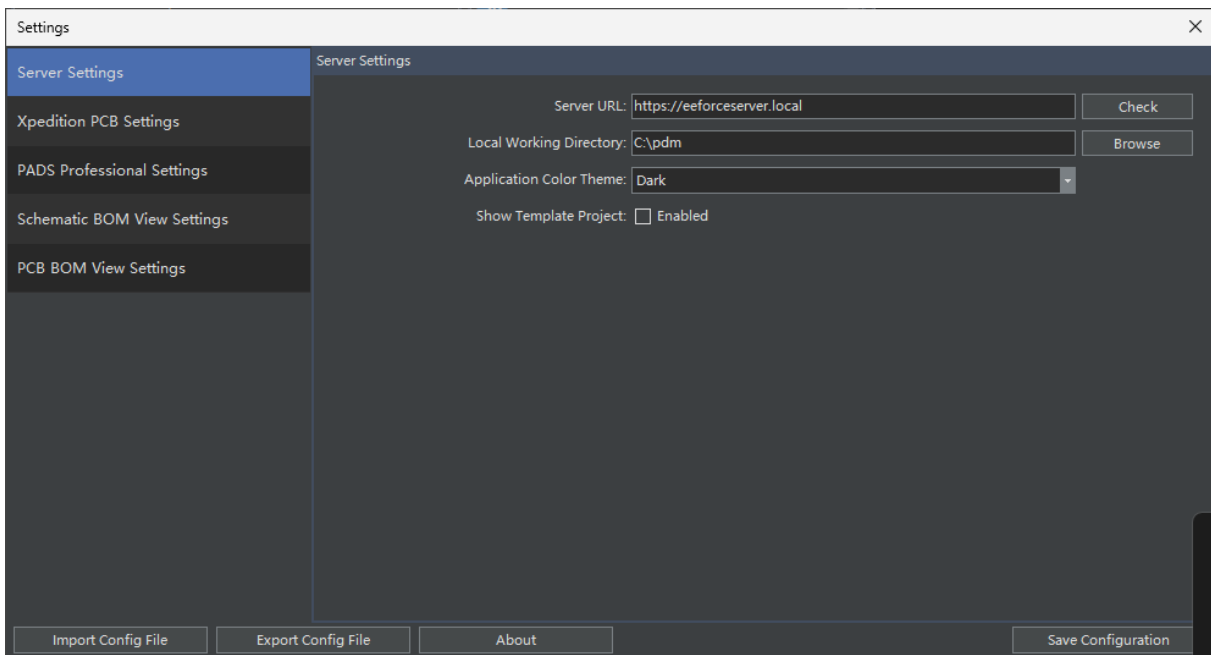 Settings
Server Settings
Xpedition PCB Settings
PADS Professional Settings
Schematic BOM View Settings
PCB BOM View Settings
Server Settings
Server URL: https://eeforceserver.local Check
Local Working Directory: C:\pdm Browse
Application Color Theme: Dark
Show Template Project: Enabled
Import Config File Export Config File About Save Configuration